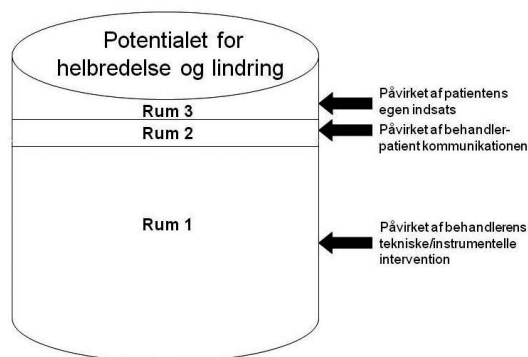 Potentialet for
helbredelse og lindring
Rum 3
Påvirket af patientens
egen indsats
Rum 2
Påvirket af behandler-
patient kommunikationen
Rum 1
Påvirket af behandlerens
tekniske/instrumentelle
intervention